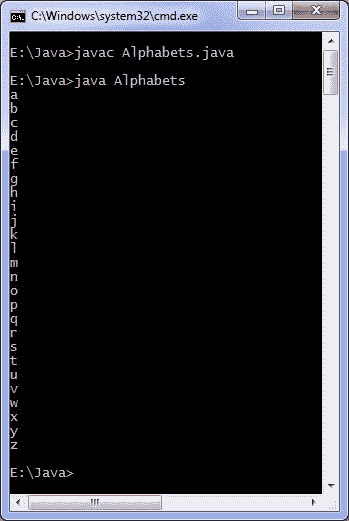 C:\Windows\system32\cmd.exe
E:\Java>javac Alphabets.java
E:\Java>java Alphabets
a
b
c
d
e
f
g
h
i
j
k
l
m
n
o
p
q
r
s
t
u
v
w
x
y
z
E:\Java>